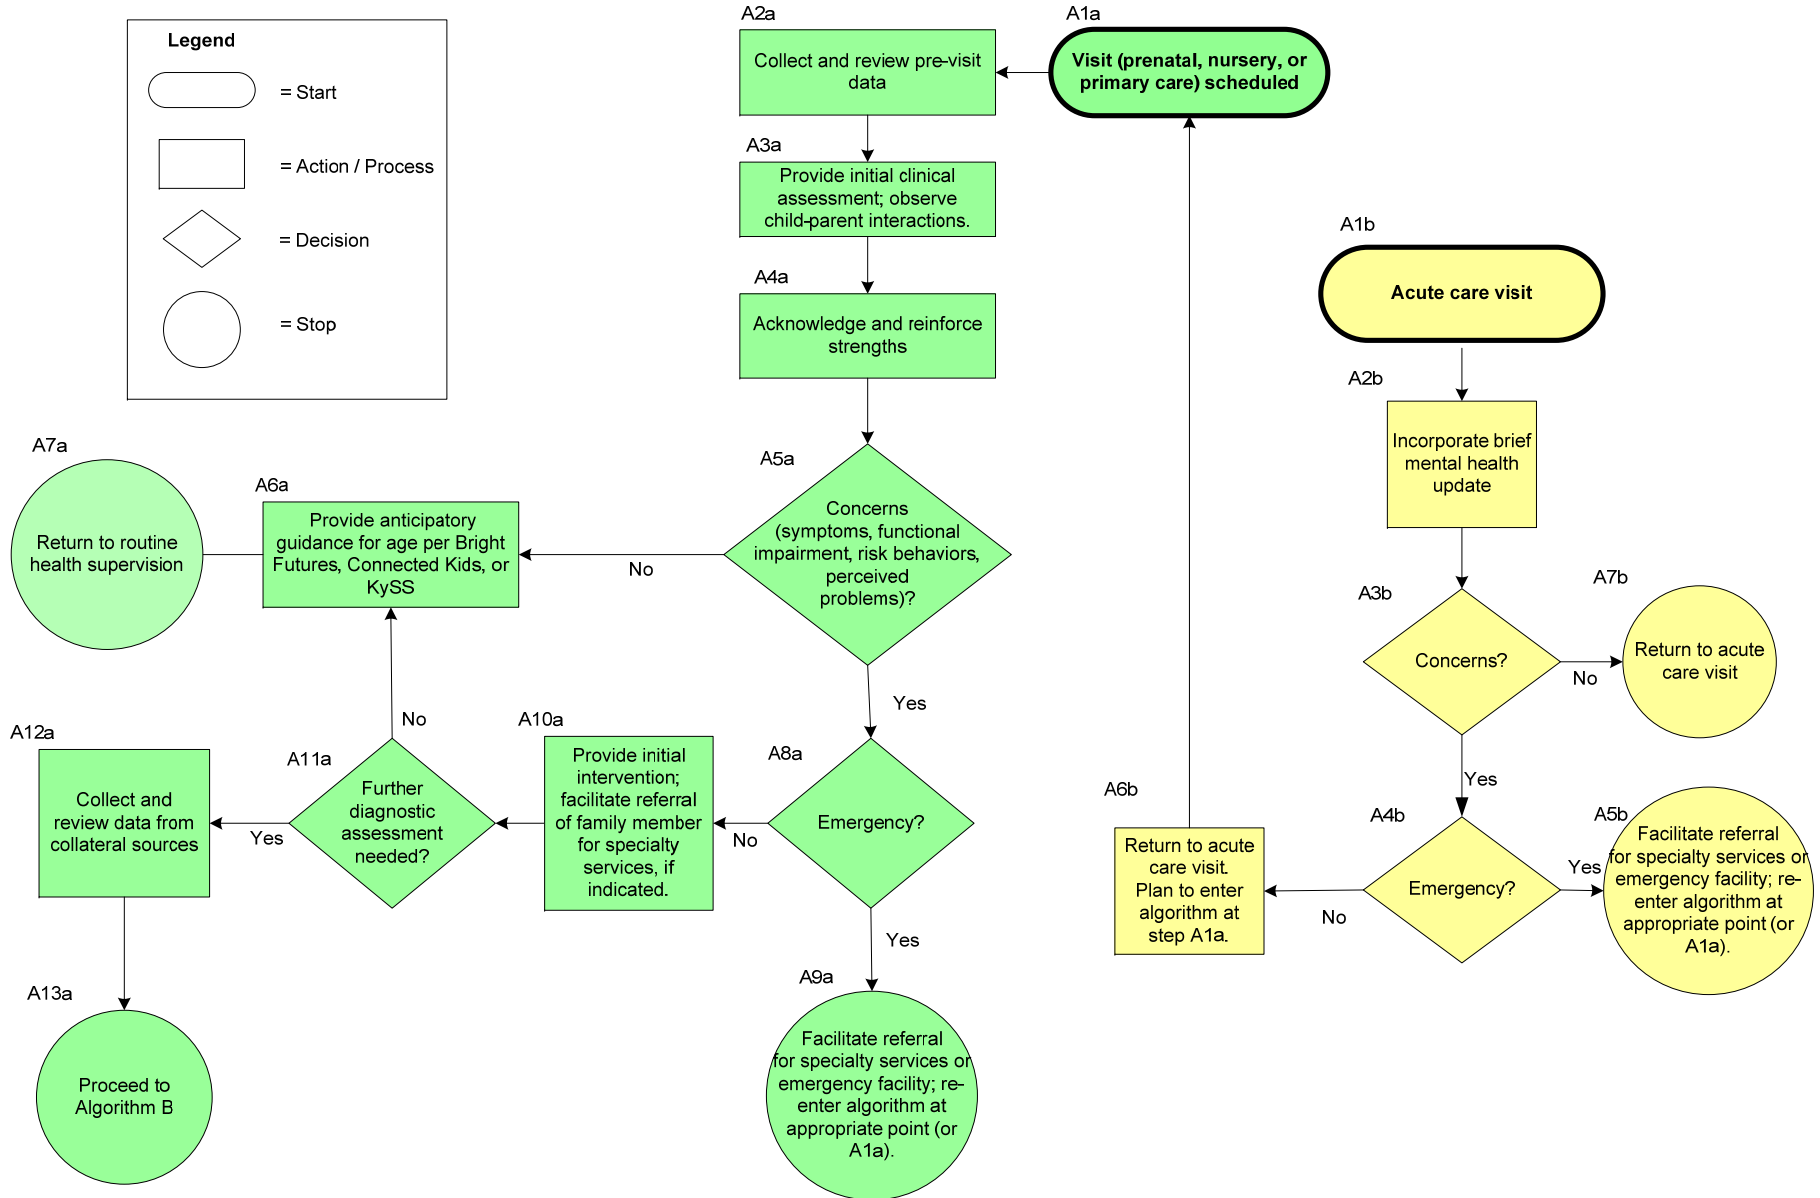 Legend
= Start
= Action / Process
= Decision
= Stop
A1a
Visit (prenatal, nursery, or
primary care) scheduled
A2a
Collect and review pre-visit
data
A3a
Provide initial clinical
assessment; observe
child-parent interactions.
A4a
Acknowledge and reinforce
strengths
A5a
Concerns
(symptoms, functional
impairment, risk behaviors,
perceived
problems)?
No
Yes
A6a
Provide anticipatory
guidance for age per Bright
Futures, Connected Kids, or
KySS
A7a
Return to routine
health supervision
A8a
Emergency?
No
Yes
A9a
Facilitate referral
for specialty services or
emergency facility; re-
enter algorithm at
appropriate point (or
A1a).
A10a
Provide initial
intervention;
facilitate referral
of family member
for specialty
services, if
indicated.
A11a
Further
diagnostic
assessment
needed?
No
Yes
A12a
Collect and
review data from
collateral sources
A13a
Proceed to
Algorithm B
A1b
Acute care visit
A2b
Incorporate brief
mental health
update
A3b
Concerns?
No
Yes
A7b
Return to acute
care visit
A4b
Emergency?
Yes
No
A5b
Facilitate referral
for specialty services or
emergency facility; re-
enter algorithm at
appropriate point (or
A1a).
A6b
Return to acute
care visit.
Plan to enter
algorithm at
step A1a.